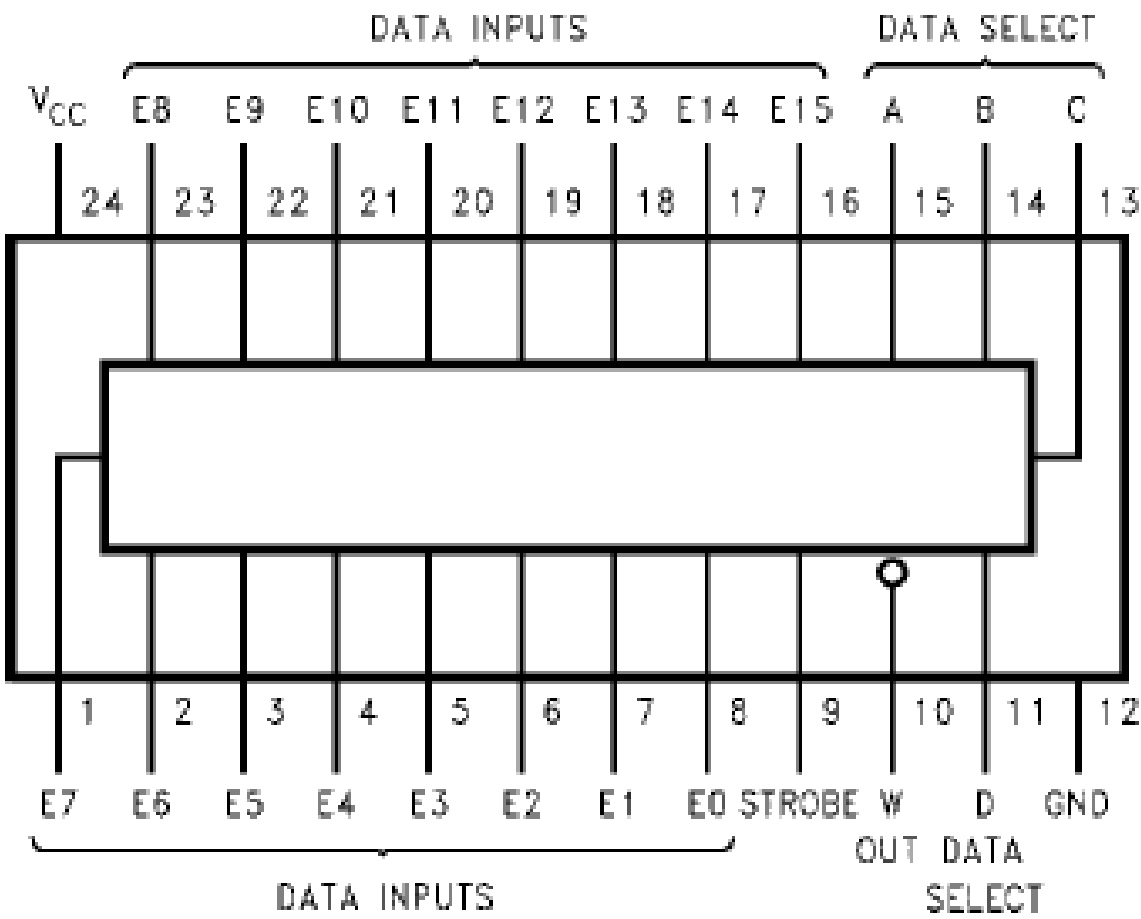 DATA INPUTS DATA SELECT
VCC E8 E9 E10 E11 E12 E13 E14 E15 A B C
24 23 22 21 20 19 18 17 16 15 14 13
1 2 3 4 5 6 7 8 9 10 11 12
E7 E6 E5 E4 E3 E2 E1 E0 STROBE W D GND
OUT DATA
DATA INPUTS SELECT